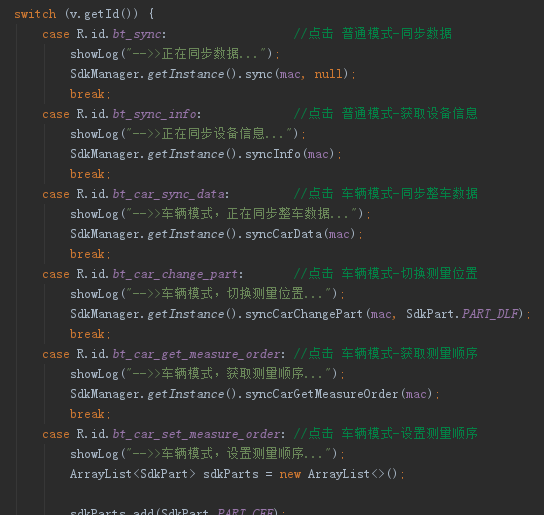 switch (v.getId()) {
case R.id.bt_sync: //点击 普通模式-同步数据
showLog("-->>正在同步数据...");
SdkManager.getInstance().sync(mac, null);
break;
case R.id.bt_sync_info: //点击 普通模式-获取设备信息
showLog("-->>正在同步设备信息...");
SdkManager.getInstance().syncInfo(mac);
break;
case R.id.bt_car_sync_data: //点击 车辆模式-同步整车数据
showLog("-->>车辆模式，正在同步整车数据...");
SdkManager.getInstance().syncCarData(mac);
break;
case R.id.bt_car_change_part: //点击 车辆模式-切换测量位置
showLog("-->>车辆模式，切换测量位置...");
SdkManager.getInstance().syncCarChangePart(mac, SdkPart.PART_DLF);
break;
case R.id.bt_car_get_measure_order: //点击 车辆模式-获取测量顺序
showLog("-->>车辆模式，获取测量顺序...");
SdkManager.getInstance().syncCarGetMeasureOrder(mac);
break;
case R.id.bt_car_set_measure_order: //点击 车辆模式-设置测量顺序
showLog("-->>车辆模式，设置测量顺序...");
ArrayList<SdkPart> sdkParts = new ArrayList<>();
sdkParts.add(SdkPart.